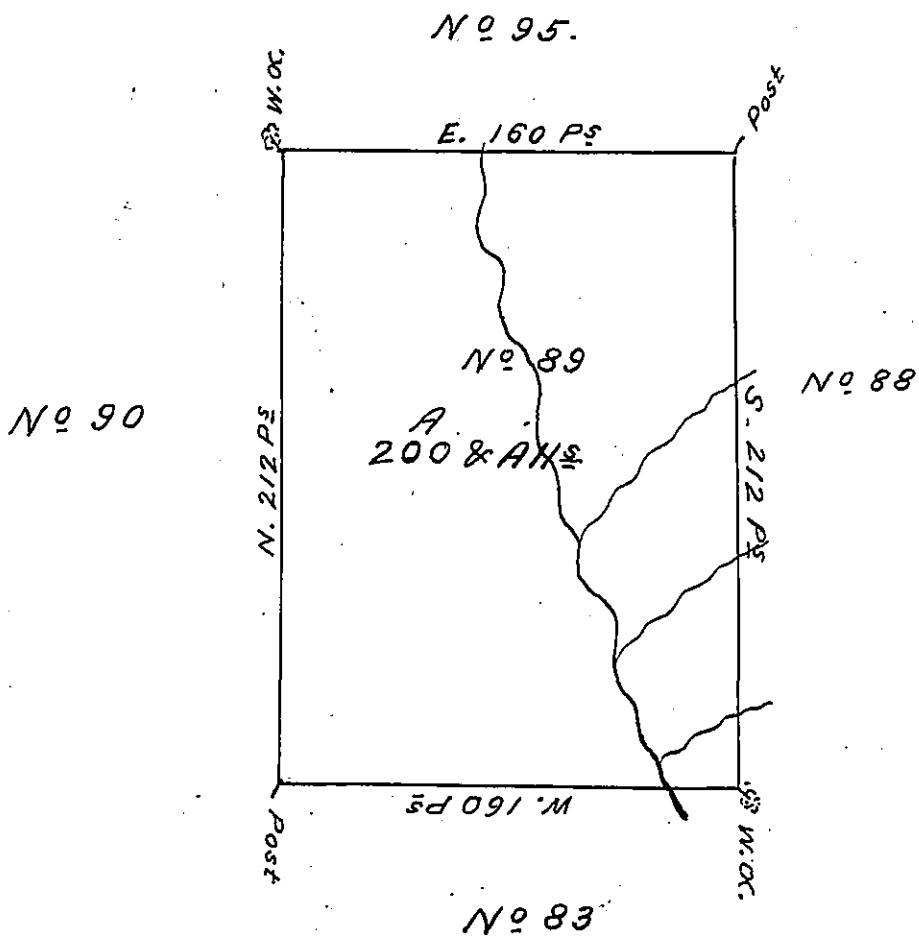 Nº 95.
W.O.
Post
E. 160 Ps
Nº 89
Nº 88
Nº 90
A
200 & Alls
N. 212 Ps
S. 212 Ps
W. 160 Ps
Post
W.O.
Nº 83